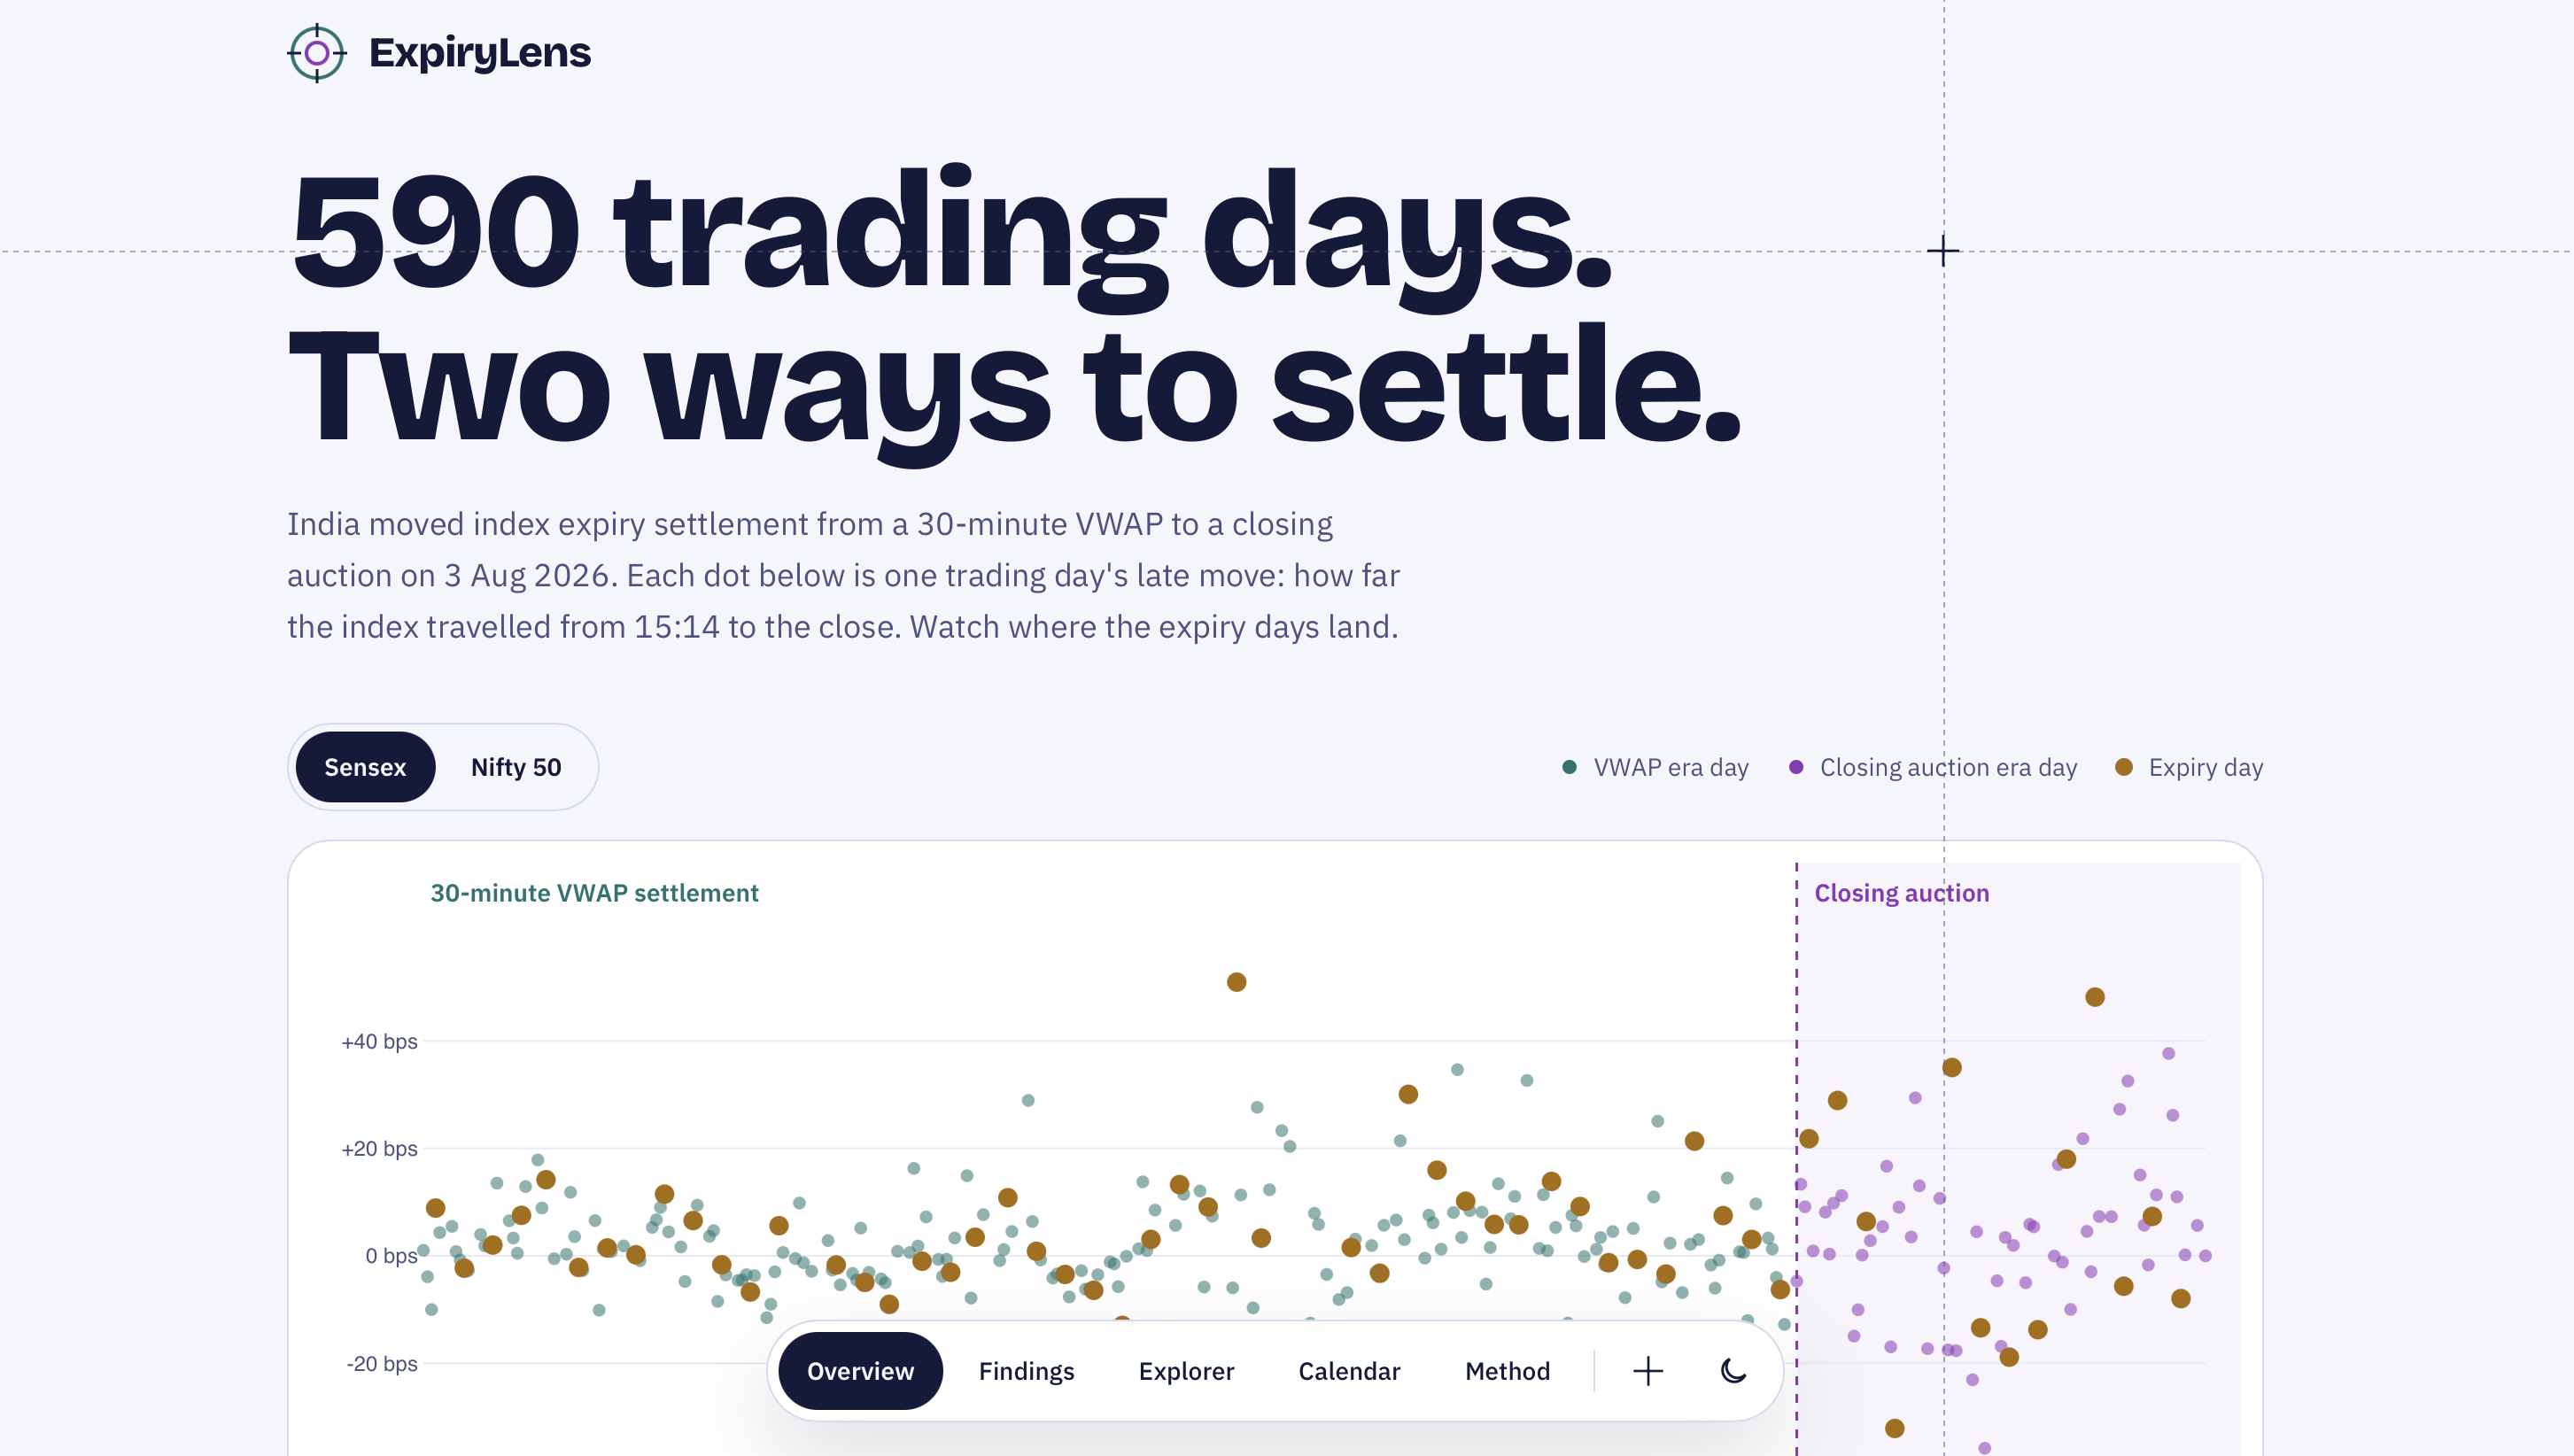 ExpiryLens
590 trading days.
Two ways to settle.
India moved index expiry settlement from a 30-minute VWAP to a closing
auction on 3 Aug 2026. Each dot below is one trading day's late move: how far
the index travelled from 15:14 to the close. Watch where the expiry days land.
Sensex Nifty 50
VWAP era day Closing auction era day Expiry day
30-minute VWAP settlement Closing auction
+40 bps
+20 bps
0 bps
-20 bps
Overview Findings Explorer Calendar Method